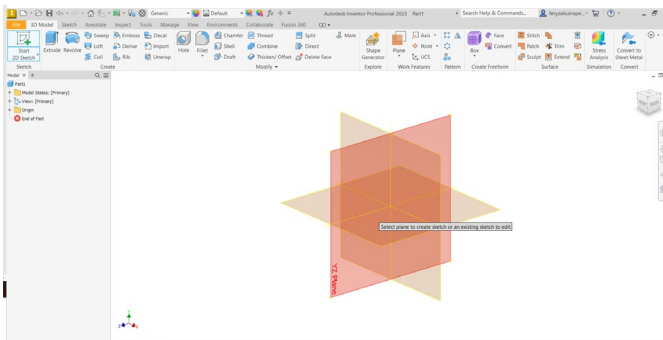 Generic Default Autodesk Inventor Professional 2023 Part1 Search Help & Commands...
File 3D Model Sketch Annotate Inspect Tools Manage View Environments Collaborate Fusion 360
Start
2D Sketch
Extrude Revolve
Sweep Emboss Decal
Loft Derive Import
Coil Rib Unwrap
Hole Fillet
Chamfer Thread Split Mark
Shell Combine Direct
Draft Thicken/ Offset Delete Face
Shape
Generator
Plane
Axis
Point
UCS
Box
Face
Convert
Stitch
Patch Trim
Sculpt Extend
Stress
Analysis
Convert to
Sheet Metal
Sketch Create Modify Explore Work Features Pattern Create Freeform Surface Simulation Convert
Model
Part1
Model States: [Primary]
View: [Primary]
Origin
End of Part
Select plane to create sketch or an existing sketch to edit
YZ Plane